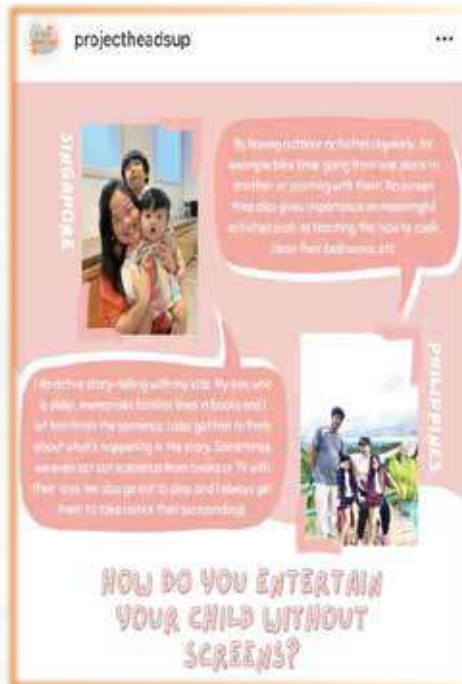 projectheadsup
SINGAPORE
By having outdoor activities regularly, for
example bike time going from one place to
another or painting with them. No screen
time also gives importance on meaningful
activities such as teaching the how to cook,
clean their bedrooms, etc
PHILIPPINES
I do active story-telling with my kids. My son, who
is older, memorises familiar lines in books and I
let him finish the sentence. I also get him to think
about what's happening in the story. Sometimes
we even act out scenarios from books or TV with
their toys. We also go out to play, and I always get
them to take notice their surroundings!
HOW DO YOU ENTERTAIN
YOUR CHILD WITHOUT
SCREENS?